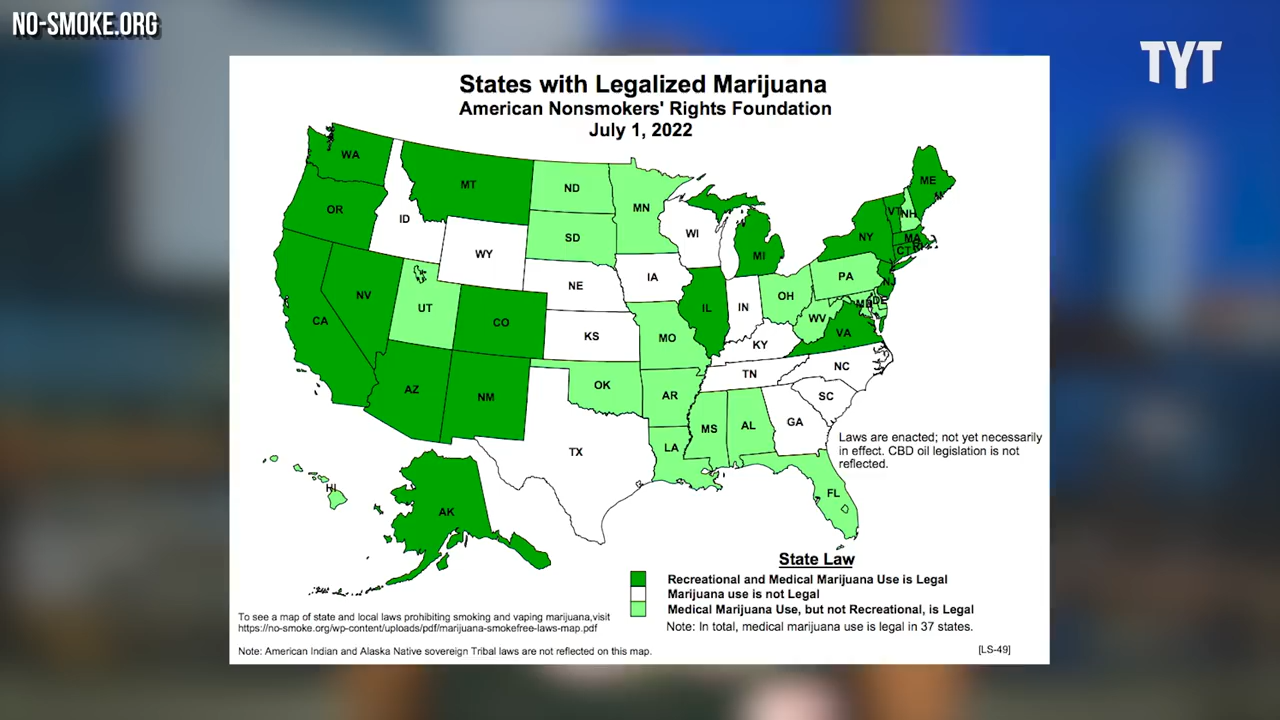 NO-SMOKE.ORG
TYT
States with Legalized Marijuana
American Nonsmokers' Rights Foundation
July 1, 2022
WA
MT
ND
MN
ME
OR
ID
SD
WI
VT
NH
NY
MA
WY
MI
CT
RI
NE
IA
PA
NJ
NV
UT
CO
IL
IN
OH
MD
DE
CA
KS
MO
WV
VA
KY
AZ
NM
OK
AR
TN
NC
SC
MS
AL
GA
TX
LA
Laws are enacted; not yet necessarily
in effect. CBD oil legislation is not
reflected.
HI
AK
FL
State Law
Recreational and Medical Marijuana Use is Legal
Marijuana use is not Legal
Medical Marijuana Use, but not Recreational, is Legal
Note: In total, medical marijuana use is legal in 37 states.
To see a map of state and local laws prohibiting smoking and vaping marijuana,visit
https://no-smoke.org/wp-content/uploads/pdf/marijuana-smokefree-laws-map.pdf
Note: American Indian and Alaska Native sovereign Tribal laws are not reflected on this map.
[LS-49]